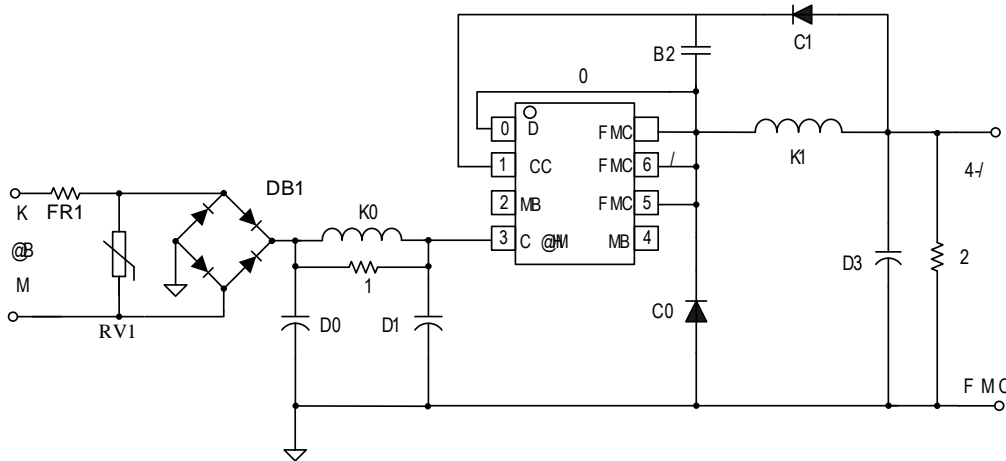 C1
B2
0
0 D FMC
1 CC FMC 6 /
2 MB FMC 5
3 C @HM MB 4
K1
4-/
K
FR1
DB1
K0
@B
M
1
RV1
D0
D1
C0
D3
2
F M C